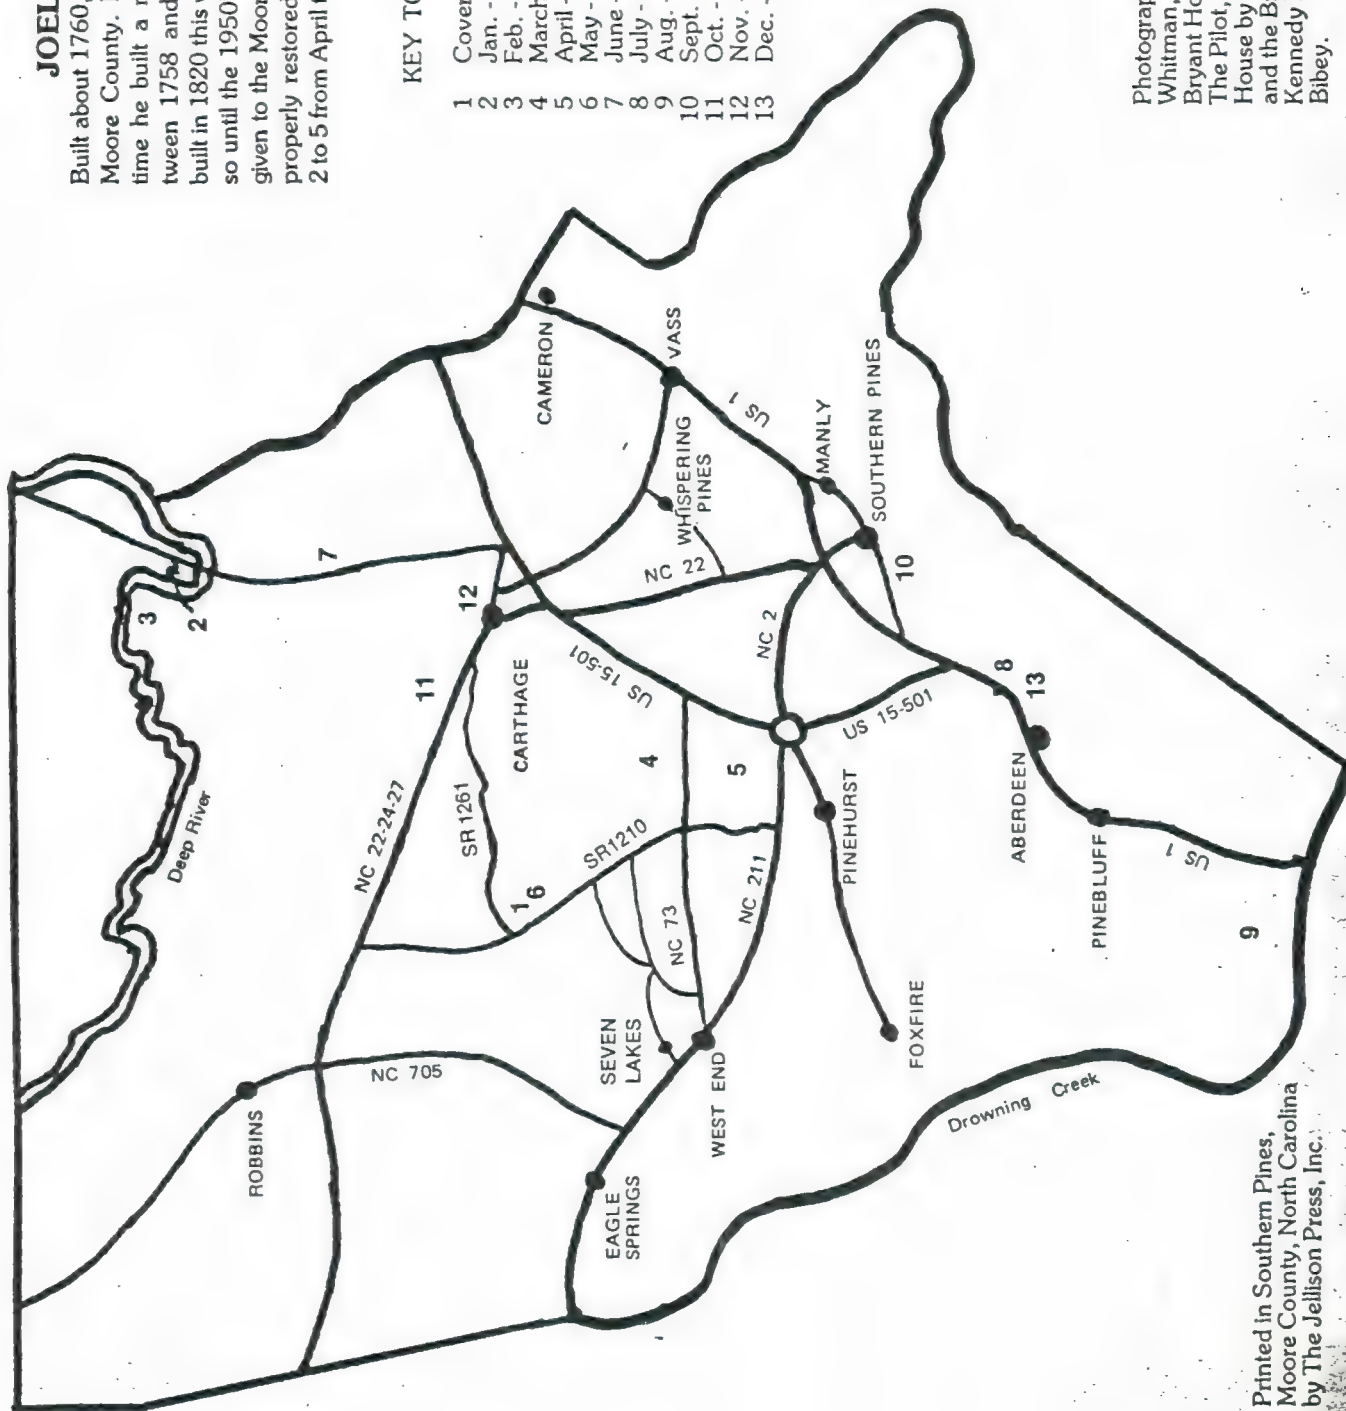 JOEL
Built about 1760,
Moore County.
time he built a
tween 1758 and
built in 1820 this
so until the 1950
given to the Moor
properly restored
2 to 5 from April
KEY TO
1 Cover
2 Jan. -
3 Feb. -
4 March
5 April -
6 May -
7 June -
8 July -
9 Aug. -
10 Sept.
11 Oct. -
12 Nov. -
13 Dec. -
Photograp
Whitman,
Bryant Ho
The Pilot,
House by
and the B
Kennedy
Bibey.
Deep River
3
2
7
ROBBINS
NC 22-24-27
11
12
NC 705
SR 1261
CARTHAGE
CAMERON
1
6
SR1210
US 15-501
NC 22
WHISPERING
PINES
VASS
US 1
EAGLE
SPRINGS
SEVEN
LAKES
NC 73
4
WEST END
NC 211
5
NC 2
MANLY
PINEHURST
US 15-501
SOUTHERN PINES
10
FOXFIRE
Drowning Creek
8
13
ABERDEEN
PINEBLUFF
US 1
9
Printed in Southern Pines,
Moore County, North Carolina
by The Jellison Press, Inc.